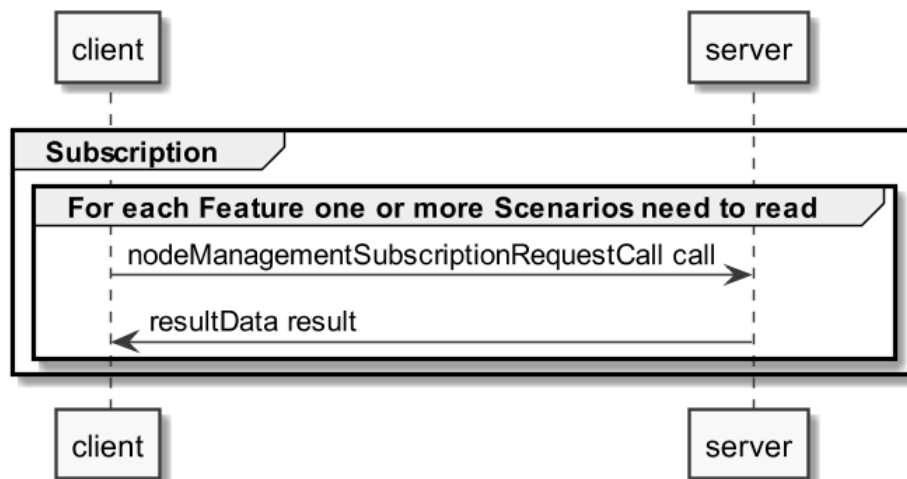 client server
Subscription
For each Feature one or more Scenarios need to read
nodeManagementSubscriptionRequestCall call
resultData result
client server